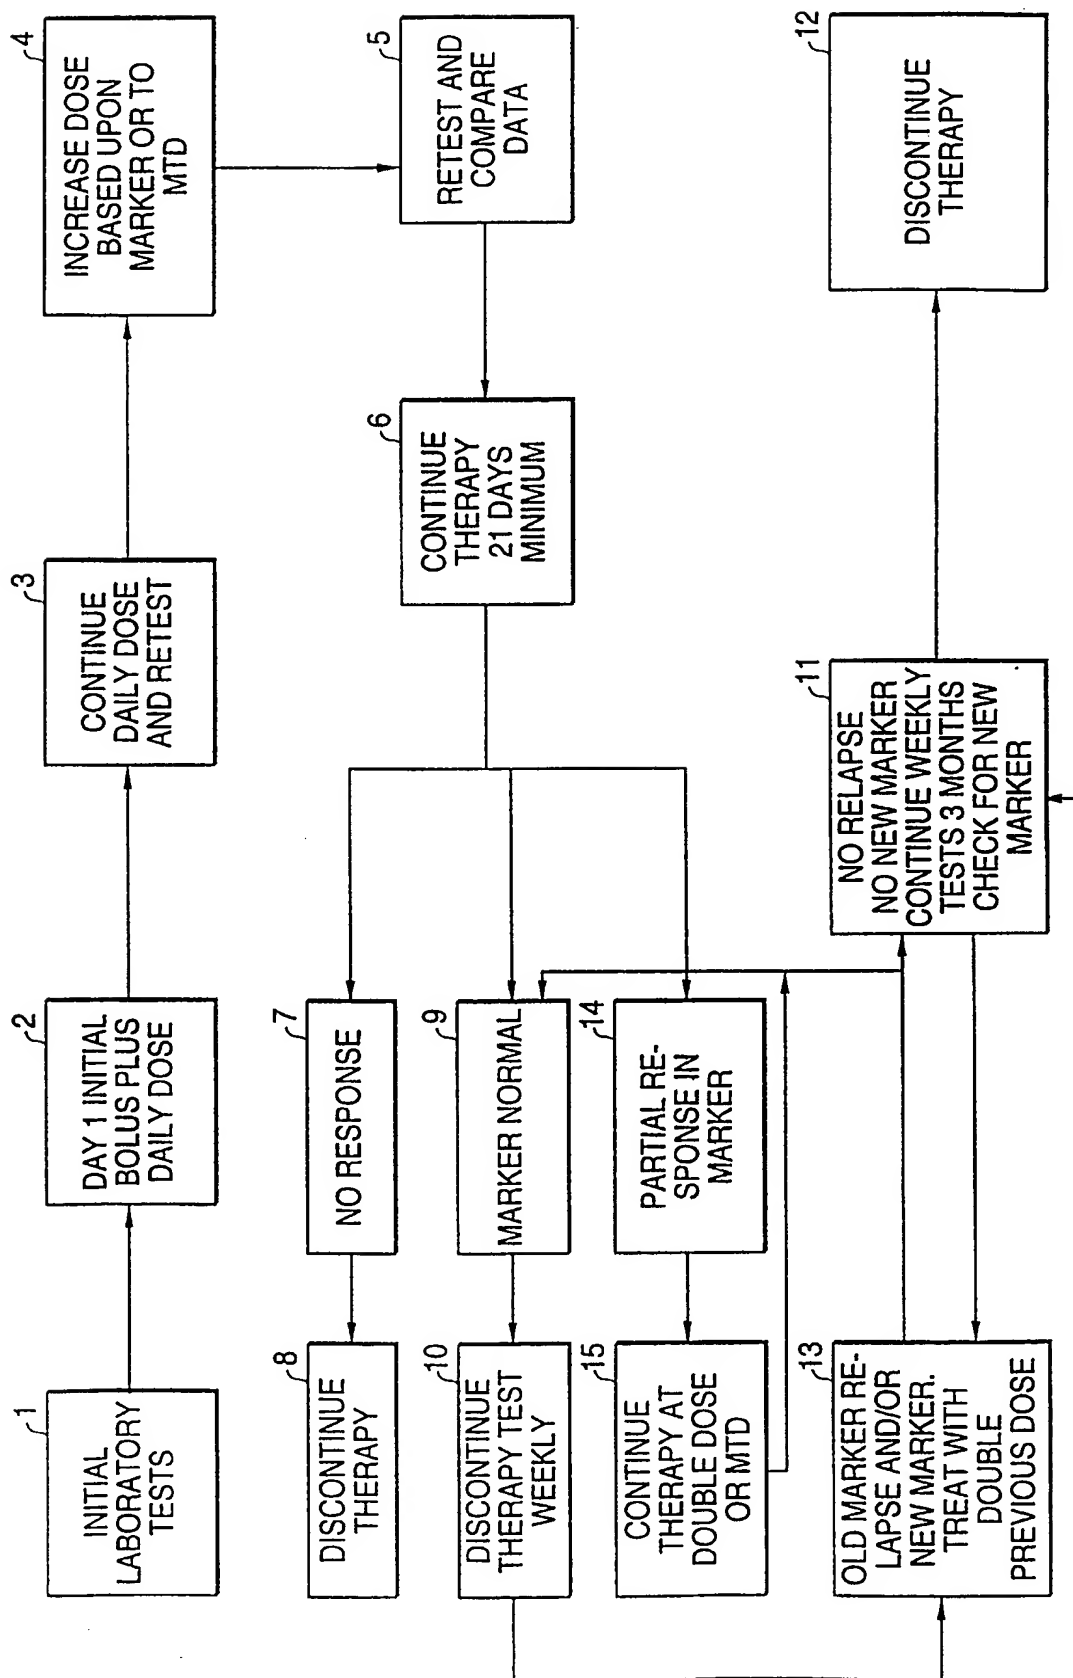 1
INITIAL
LABORATORY
TESTS
2
DAY 1 INITIAL
BOLUS PLUS
DAILY DOSE
3
CONTINUE
DAILY DOSE
AND RETEST
4
INCREASE DOSE
BASED UPON
MARKER OR TO
MTD
5
RETEST AND
COMPARE
DATA
6
CONTINUE
THERAPY
21 DAYS
MINIMUM
7
NO RESPONSE
8
DISCONTINUE
THERAPY
9
MARKER NORMAL
10
DISCONTINUE
THERAPY TEST
WEEKLY
14
PARTIAL RE-
SPONSE IN
MARKER
15
CONTINUE
THERAPY AT
DOUBLE DOSE
OR MTD
11
NO RELAPSE
NO NEW MARKER
CONTINUE WEEKLY
TESTS 3 MONTHS
CHECK FOR NEW
MARKER
12
DISCONTINUE
THERAPY
13
OLD MARKER RE-
LAPSE AND/OR
NEW MARKER.
TREAT WITH
DOUBLE
PREVIOUS DOSE